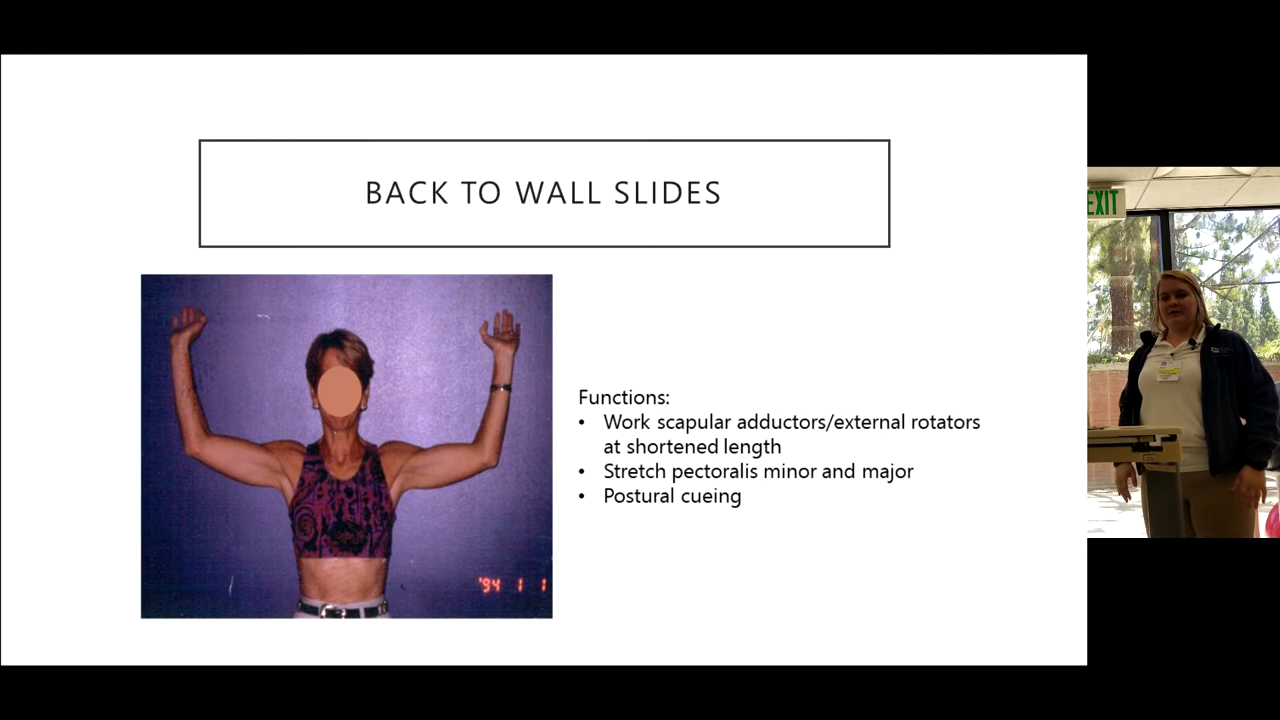 BACK TO WALL SLIDES
Functions:
• Work scapular adductors/external rotators
at shortened length
• Stretch pectoralis minor and major
• Postural cueing
'94 1 1
EXIT